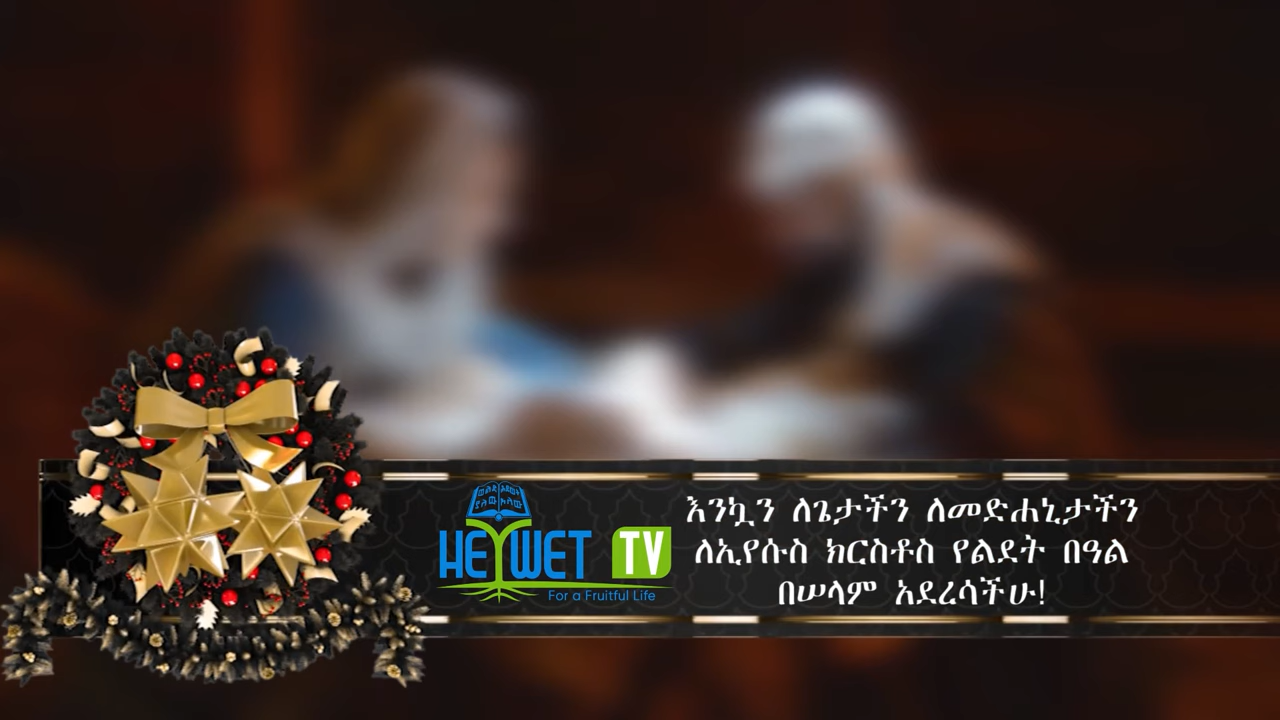 HEYWET TV
For a Fruitful Life
እንኳን ለጌታችን ለመድሐኒታችን
ለኢየሱስ ክርስቶስ የልደት በዓል
በሠላም አደረሳችሁ!